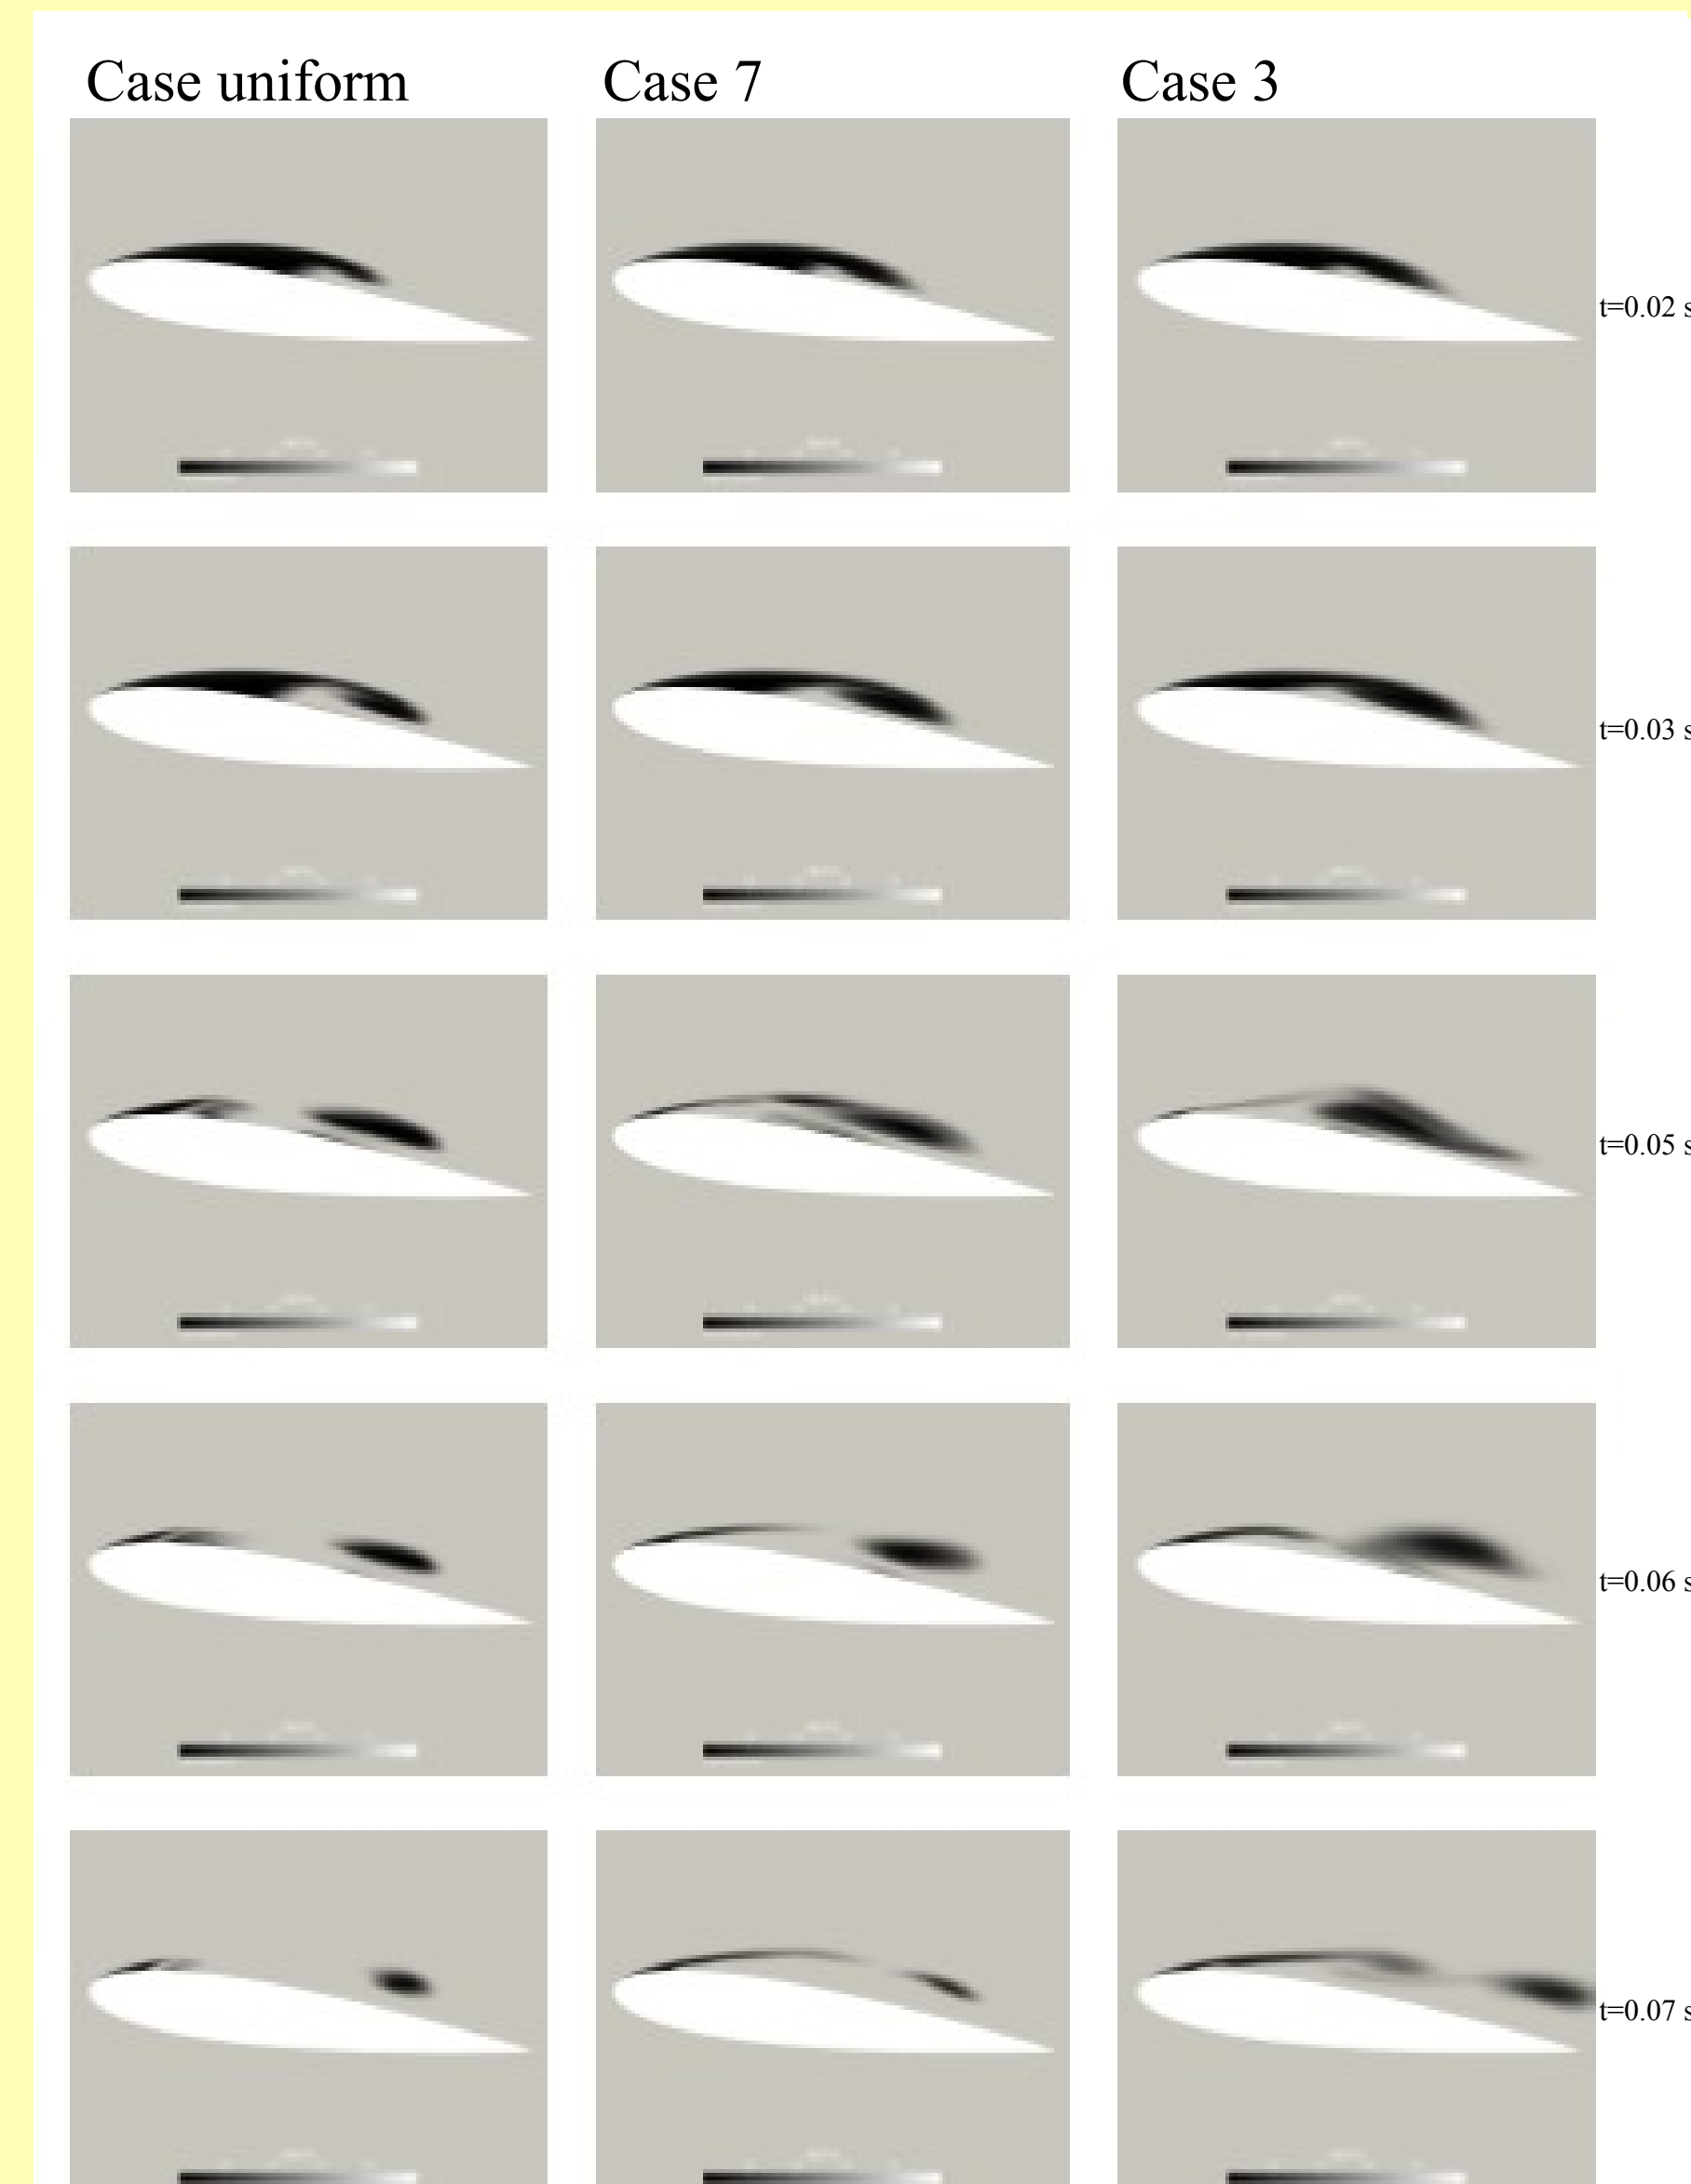 Case uniform Case 7 Case 3
t=0.02 s
t=0.03 s
t=0.05 s
t=0.06 s
t=0.07 s